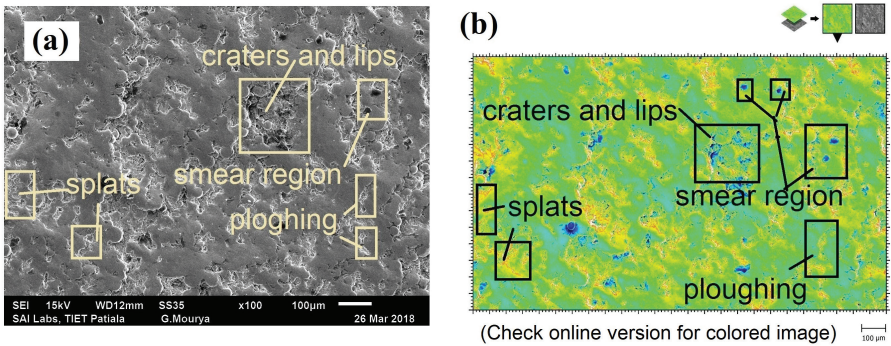 (a)
craters and lips
smear region
splats
ploghing
SEI 15kV WD12mm SS35 x100 100µm
SAI Labs, TIET Patiala G.Mourya 26 Mar 2018
(b)
craters and lips
smear region
splats
ploughing
(Check online version for colored image)
100 µm